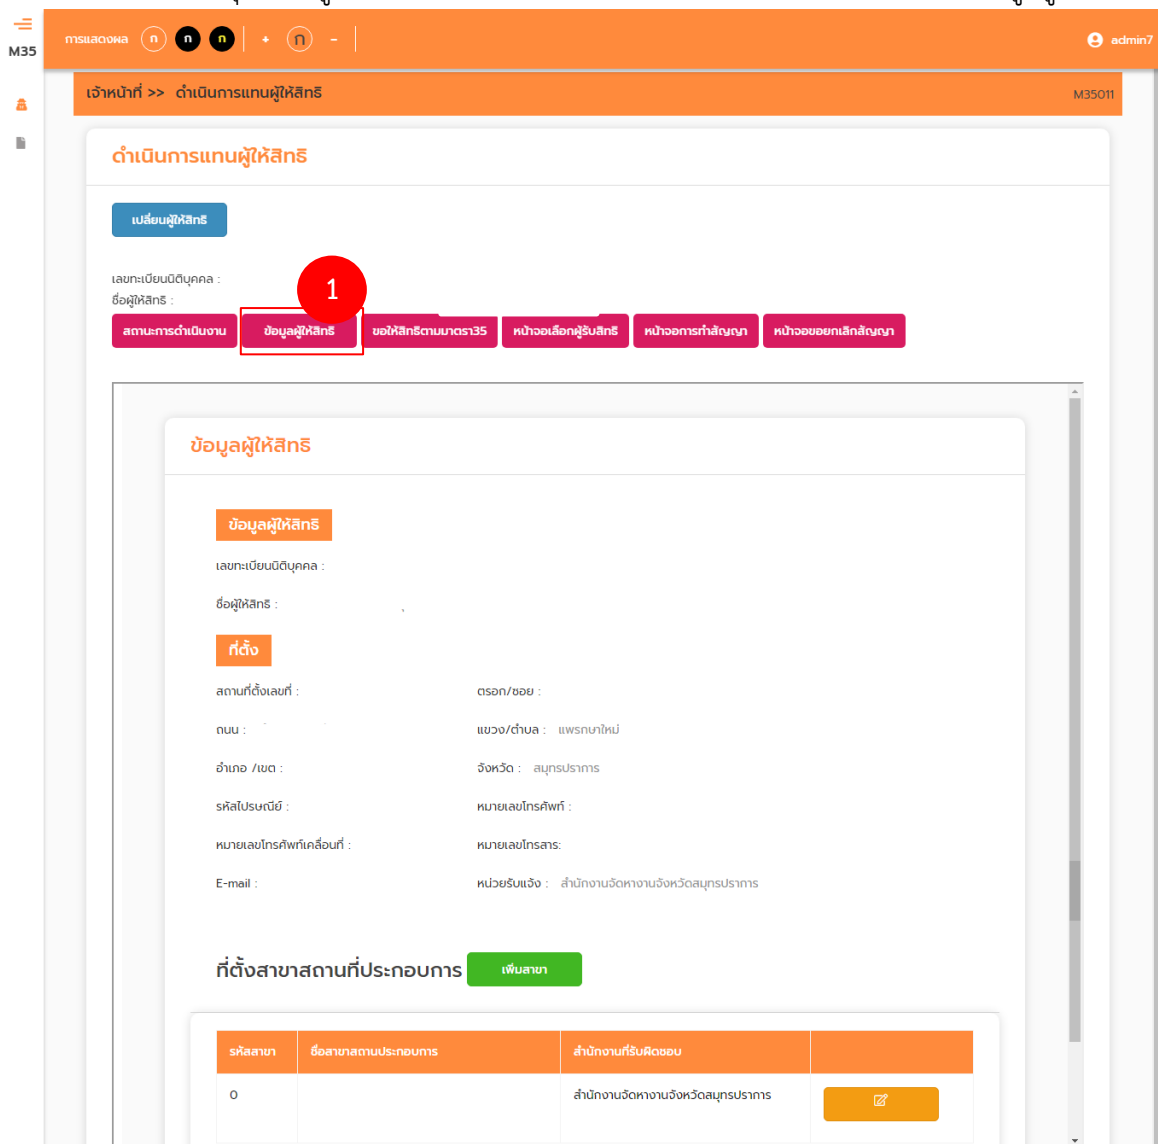 M35
การแสดงผล ก ก ก + ก - admin7
เจ้าหน้าที่ >> ดำเนินการแทนผู้ให้สิทธิ M35011
ดำเนินการแทนผู้ให้สิทธิ
เปลี่ยนผู้ให้สิทธิ
เลขทะเบียนนิติบุคคล :
1
ชื่อผู้ให้สิทธิ :
สถานะการดำเนินงาน ข้อมูลผู้ให้สิทธิ ขอให้สิทธิตามมาตรา35 หน้าจอเลือกผู้รับสิทธิ หน้าจอการทำสัญญา หน้าจอขอยกเลิกสัญญา
ข้อมูลผู้ให้สิทธิ
ข้อมูลผู้ให้สิทธิ
เลขทะเบียนนิติบุคคล :
ชื่อผู้ให้สิทธิ :
ที่ตั้ง
สถานที่ตั้งเลขที่ : ตรอก/ซอย :
ถนน : แขวง/ตำบล : แพรกษาใหม่
อำเภอ /เขต : จังหวัด : สมุทรปราการ
รหัสไปรษณีย์ : หมายเลขโทรศัพท์ :
หมายเลขโทรศัพท์เคลื่อนที่ : หมายเลขโทรสาร:
E-mail : หน่วยรับแจ้ง : สำนักงานจัดหางานจังหวัดสมุทรปราการ
ที่ตั้งสาขาสถานที่ประกอบการ เพิ่มสาขา
รหัสสาขา ชื่อสาขาสถานประกอบการ สำนักงานที่รับผิดชอบ
0 สำนักงานจัดหางานจังหวัดสมุทรปราการ